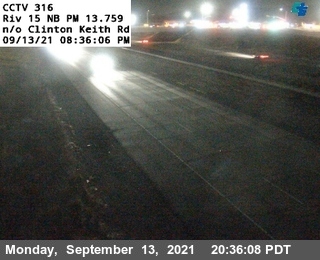 CCTV 316
Riv 15 NB PM 13.759
n/o Clinton Keith Rd
09/13/21 08:36:06 PM
Monday, September 13, 2021 20:36:08 PDT